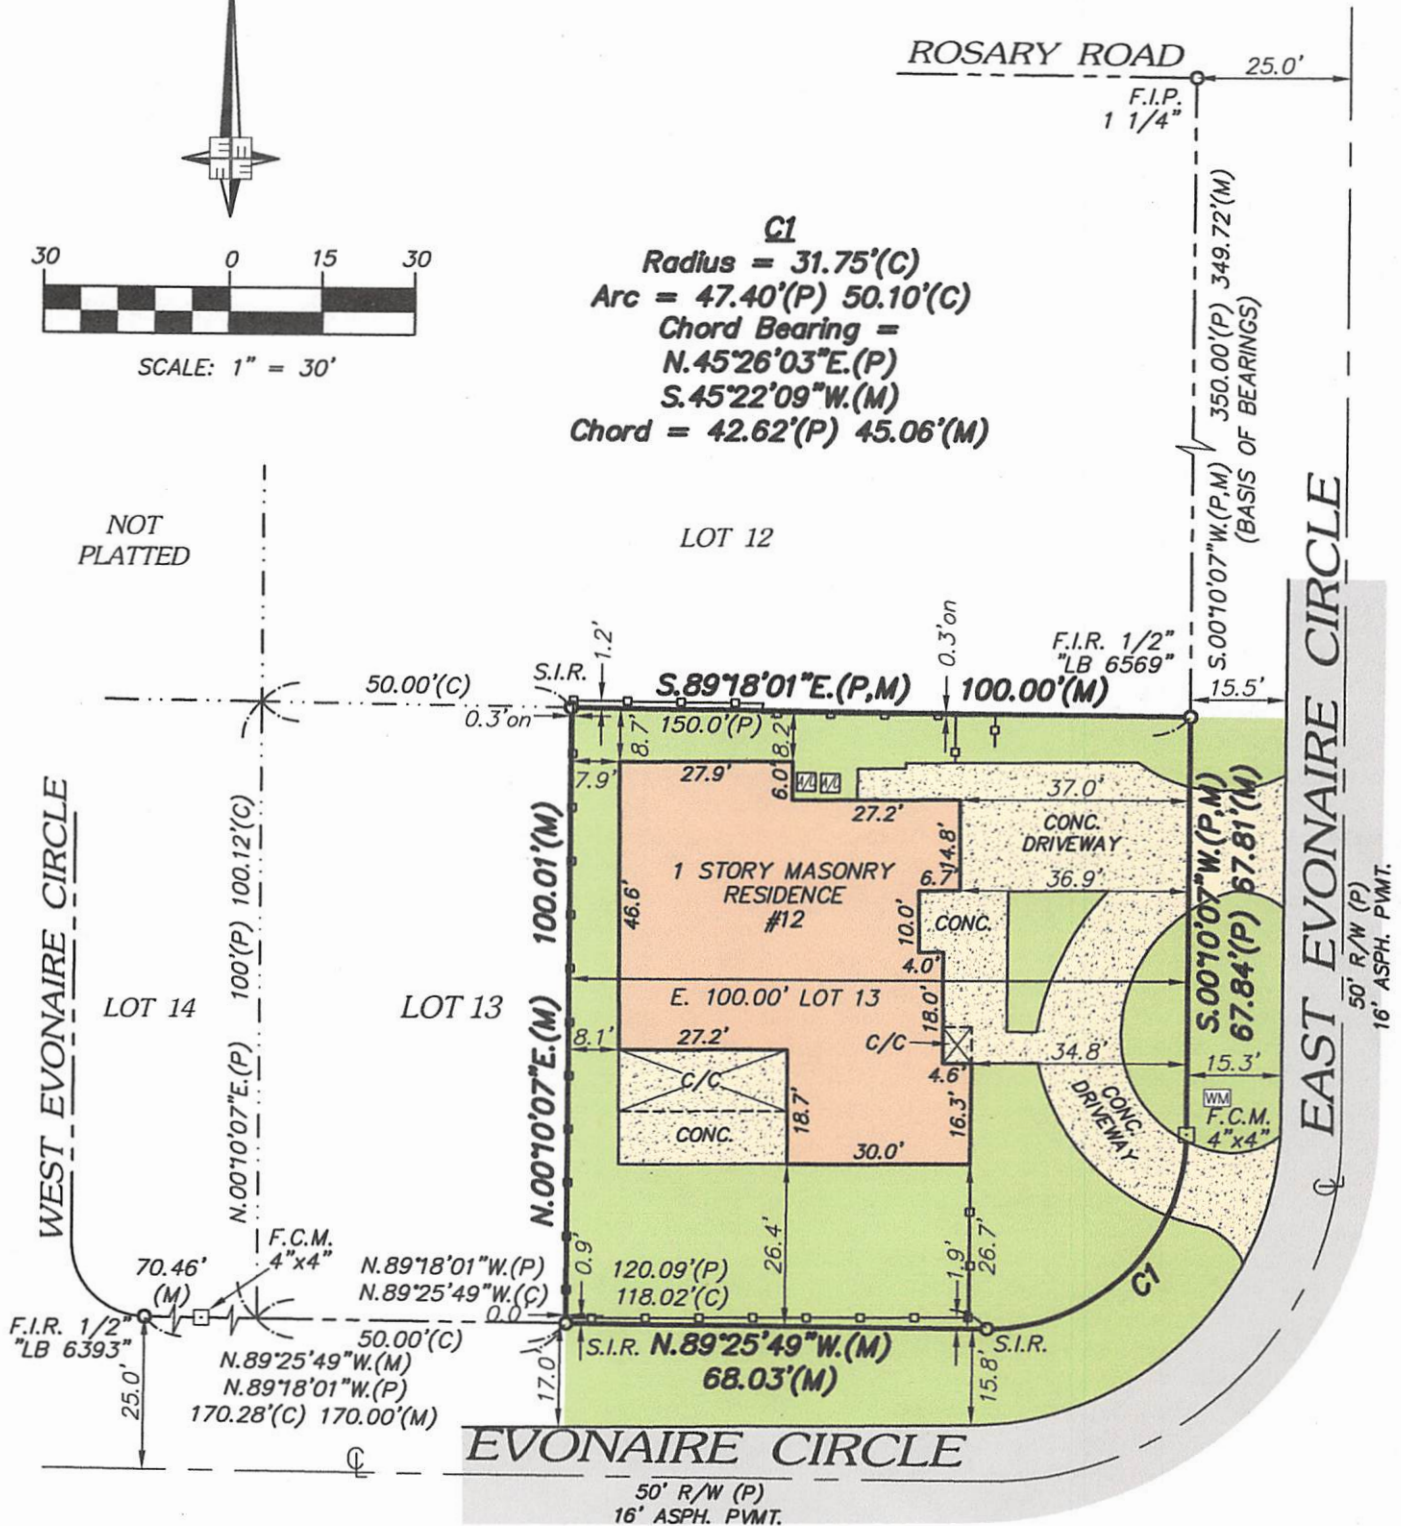 ROSARY ROAD
25.0'
F.I.P.
1 1/4"
30 0 15 30
SCALE: 1" = 30'
C1
Radius = 31.75'(C)
Arc = 47.40'(P) 50.10'(C)
Chord Bearing =
N.45°26'03"E.(P)
S.45°22'09"W.(M)
Chord = 42.62'(P) 45.06'(M)
S.00°10'07"W.(P,M) 350.00'(P) 349.72'(M)
(BASIS OF BEARINGS)
NOT
PLATTED
LOT 12
EAST EVONAIRE CIRCLE
50' R/W (P)
16' ASPH. PVMT.
1.2'
0.3'on
F.I.R. 1/2"
"LB 6569"
S.I.R.
50.00'(C)
S.89°18'01"E.(P,M) 100.00'(M)
15.5'
0.3'on
150.0'(P)
8.7'
8.2'
7.9'
27.9'
6.0'
A/C A/C
37.0'
27.2'
CONC.
DRIVEWAY
14.8'
1 STORY MASONRY
RESIDENCE
#12
6.7'
36.9'
46.6'
10.0'
CONC.
4.0'
E. 100.00' LOT 13
18.0'
C/C
8.1'
27.2'
34.8'
4.6'
C/C
18.7'
16.3'
CONC.
30.0'
CONC.
DRIVEWAY
S.00°10'07"W.(P,M)
67.84'(P) 67.81'(M)
15.3'
WM
F.C.M.
4"x4"
WEST EVONAIRE CIRCLE
LOT 14
N.00°10'07"E.(P) 100'(P) 100.12'(C)
LOT 13
N.00°10'07"E.(M) 100.01'(M)
F.C.M.
4"x4"
70.46'
(M)
F.I.R. 1/2"
"LB 6393"
25.0'
N.89°18'01"W.(P)
N.89°25'49"W.(C)
0.0'
50.00'(C)
0.9'
120.09'(P)
118.02'(C)
26.4'
1.9'
26.7'
C1
S.I.R.
N.89°25'49"W.(M)
68.03'(M)
S.I.R.
17.0'
15.8'
N.89°25'49"W.(M)
N.89°18'01"W.(P)
170.28'(C) 170.00'(M)
EVONAIRE CIRCLE
50' R/W (P)
16' ASPH. PVMT.